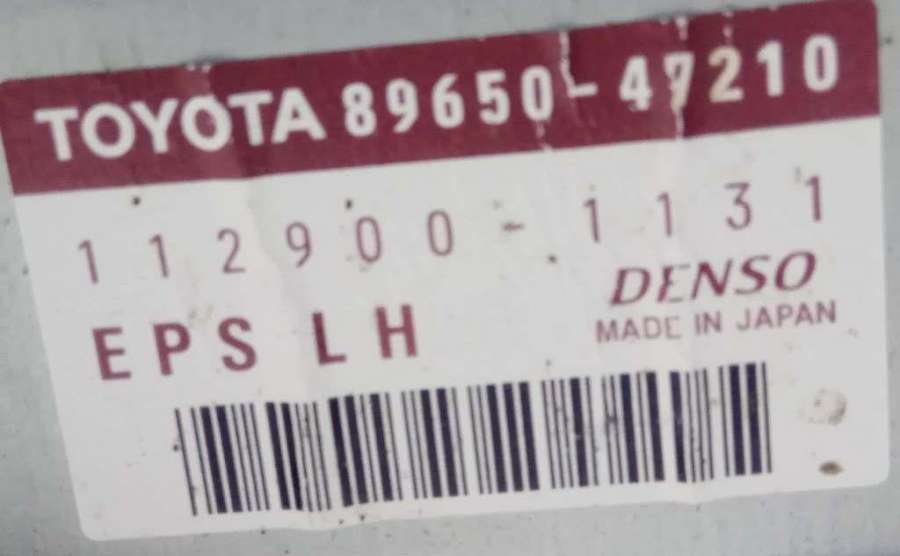 TOYOTA 89650-47210
112900-1131
DENSO
EPS LH
MADE IN JAPAN